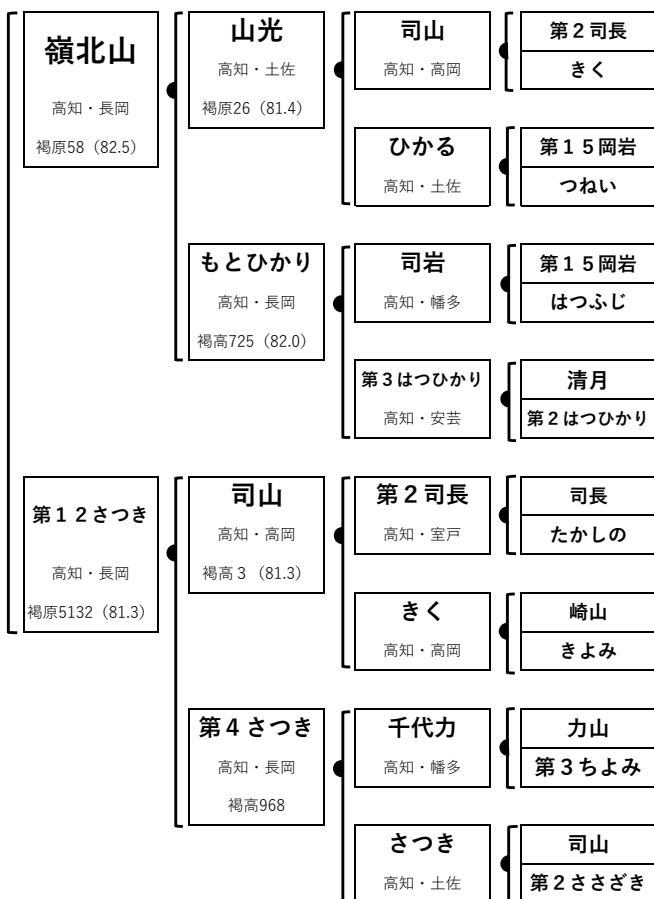 嶺北山
高知・長岡
褐原58（82.5）
山光
高知・土佐
褐原26（81.4）
司山
高知・高岡
第２司長
きく
ひかる
高知・土佐
第１５岡岩
つねい
もとひかり
高知・長岡
褐高725（82.0）
司岩
高知・幡多
第１５岡岩
はつふじ
第３はつひかり
高知・安芸
清月
第２はつひかり
第１２さつき
高知・長岡
褐原5132（81.3）
司山
高知・高岡
褐高３（81.3）
第２司長
高知・室戸
司長
たかしの
きく
高知・高岡
崎山
きよみ
第４さつき
高知・長岡
褐高968
千代力
高知・幡多
力山
第３ちよみ
さつき
高知・土佐
司山
第２ささざき